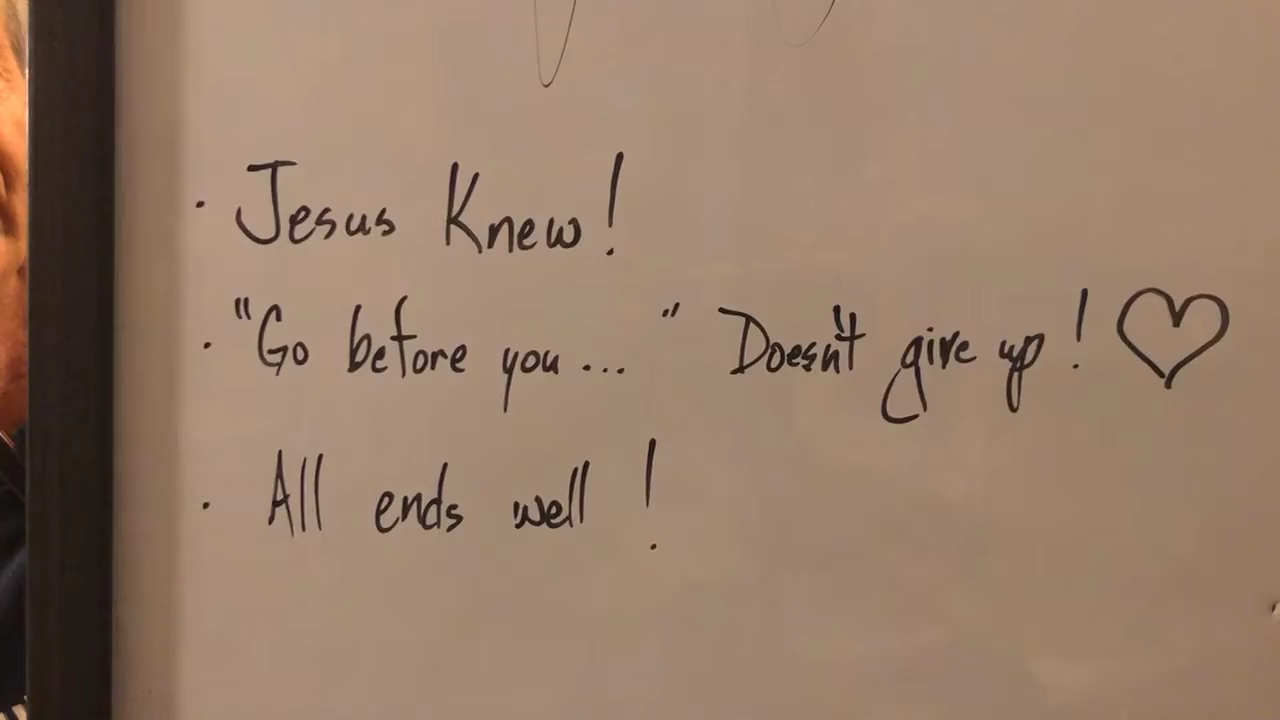 · Jesus Knew!
· "Go before you..." Doesn't give up! ♡
· All ends well!